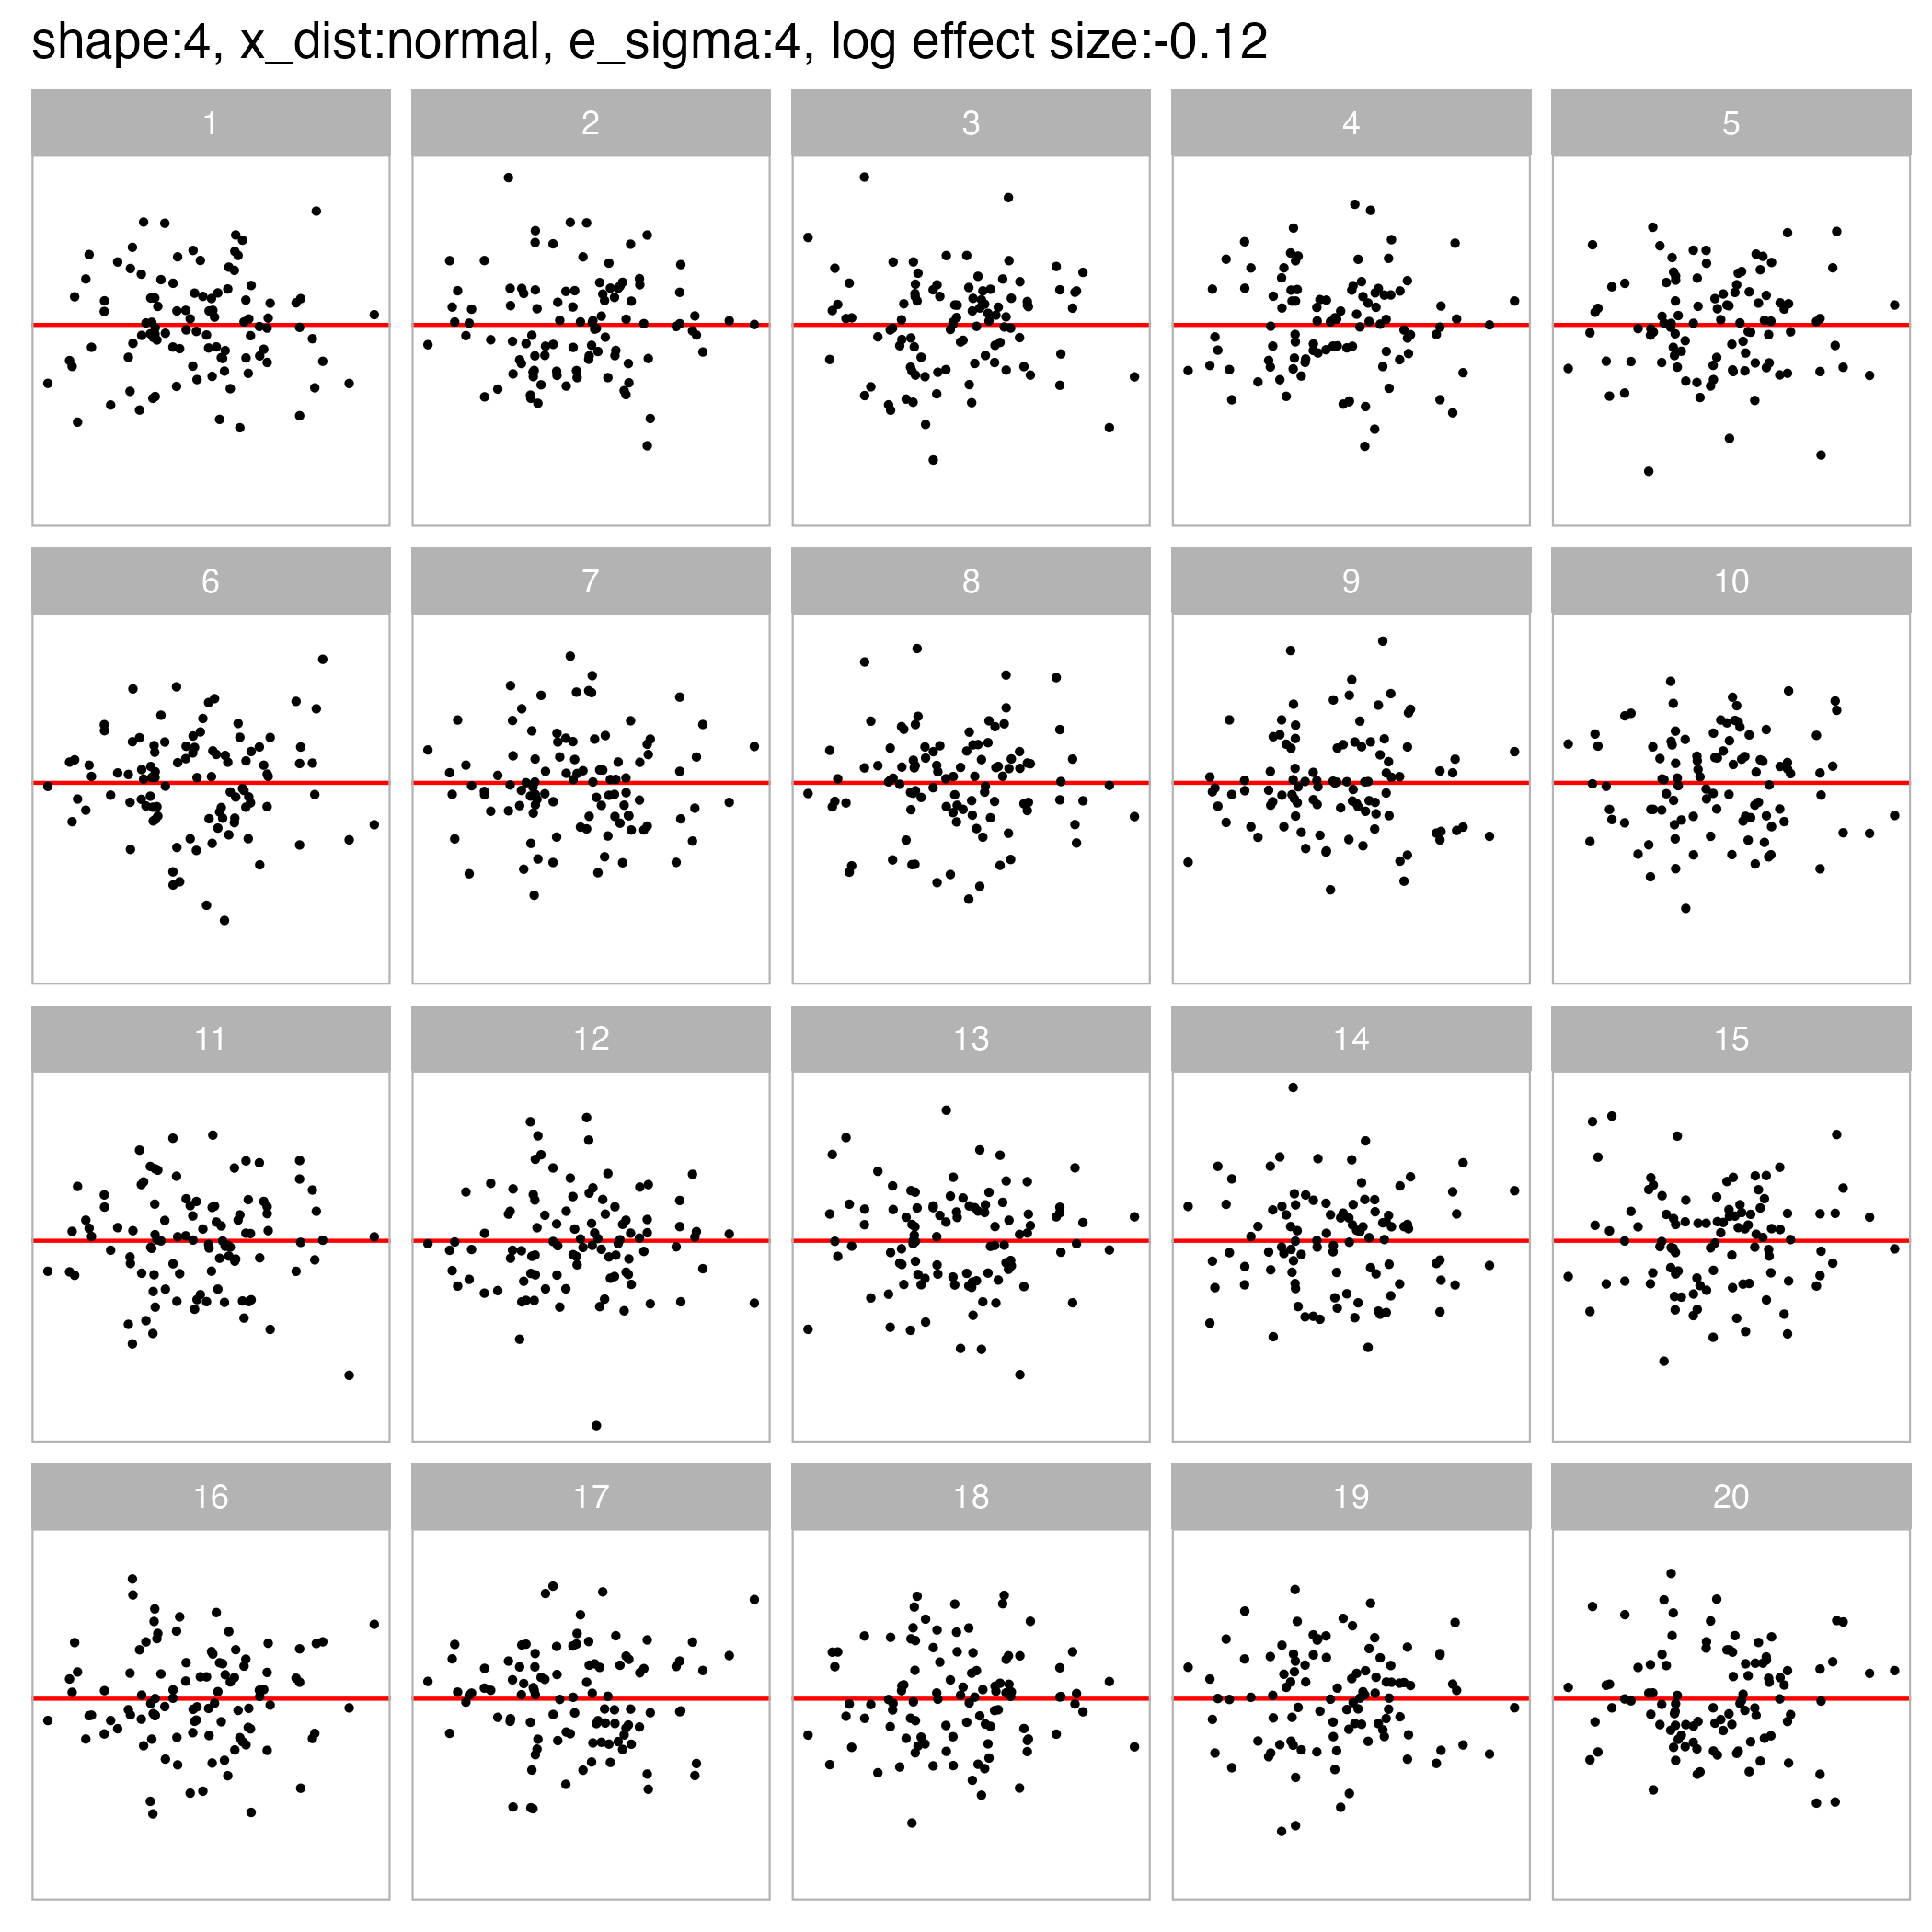 shape:4, x_dist:normal, e_sigma:4, log effect size:-0.12
1 2 3 4 5
6 7 8 9 10
11 12 13 14 15
16 17 18 19 20